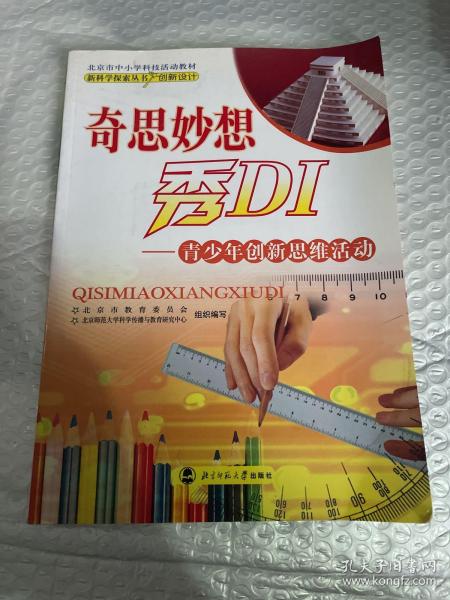 北京市中小学科技活动教材
新科学探索丛书 创新设计
奇思妙想
秀DI
——青少年创新思维活动
QISIMIAOXIANGXIUDI
7 8 9 10
北京市教育委员会
北京师范大学科学传播与教育研究中心
组织编写
北京师范大学出版社
孔夫子旧书网
www.kongfz.com